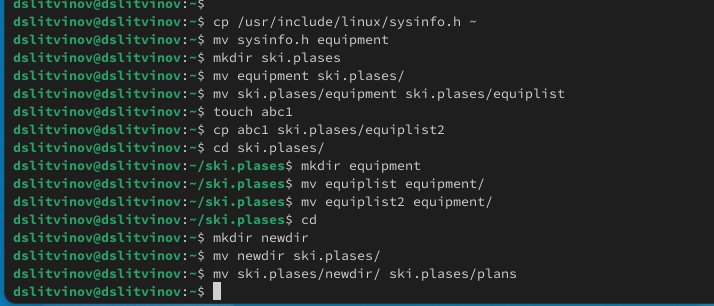 dslitvinov@dslitvinov:~$
dslitvinov@dslitvinov:~$ cp /usr/include/linux/sysinfo.h ~
dslitvinov@dslitvinov:~$ mv sysinfo.h equipment
dslitvinov@dslitvinov:~$ mkdir ski.plases
dslitvinov@dslitvinov:~$ mv equipment ski.plases/
dslitvinov@dslitvinov:~$ mv ski.plases/equipment ski.plases/equiplist
dslitvinov@dslitvinov:~$ touch abc1
dslitvinov@dslitvinov:~$ cp abc1 ski.plases/equiplist2
dslitvinov@dslitvinov:~$ cd ski.plases/
dslitvinov@dslitvinov:~/ski.plases$ mkdir equipment
dslitvinov@dslitvinov:~/ski.plases$ mv equiplist equipment/
dslitvinov@dslitvinov:~/ski.plases$ mv equiplist2 equipment/
dslitvinov@dslitvinov:~/ski.plases$ cd
dslitvinov@dslitvinov:~$ mkdir newdir
dslitvinov@dslitvinov:~$ mv newdir ski.plases/
dslitvinov@dslitvinov:~$ mv ski.plases/newdir/ ski.plases/plans
dslitvinov@dslitvinov:~$